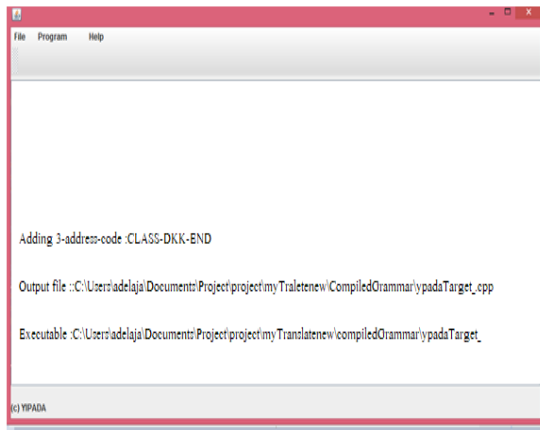 File Program Help
Adding 3-address-code :CLASS-DKK-END
Output file ::C:\Users\adelaja\Documents\Project\project\myTraletenew\CompiledGrammar\ypadaTarget_.cpp
Executable :C:\Users\adelaja\Documents\Project\project\myTranslatenew\compiledGrammar\ypadaTarget_
(c) YIPADA